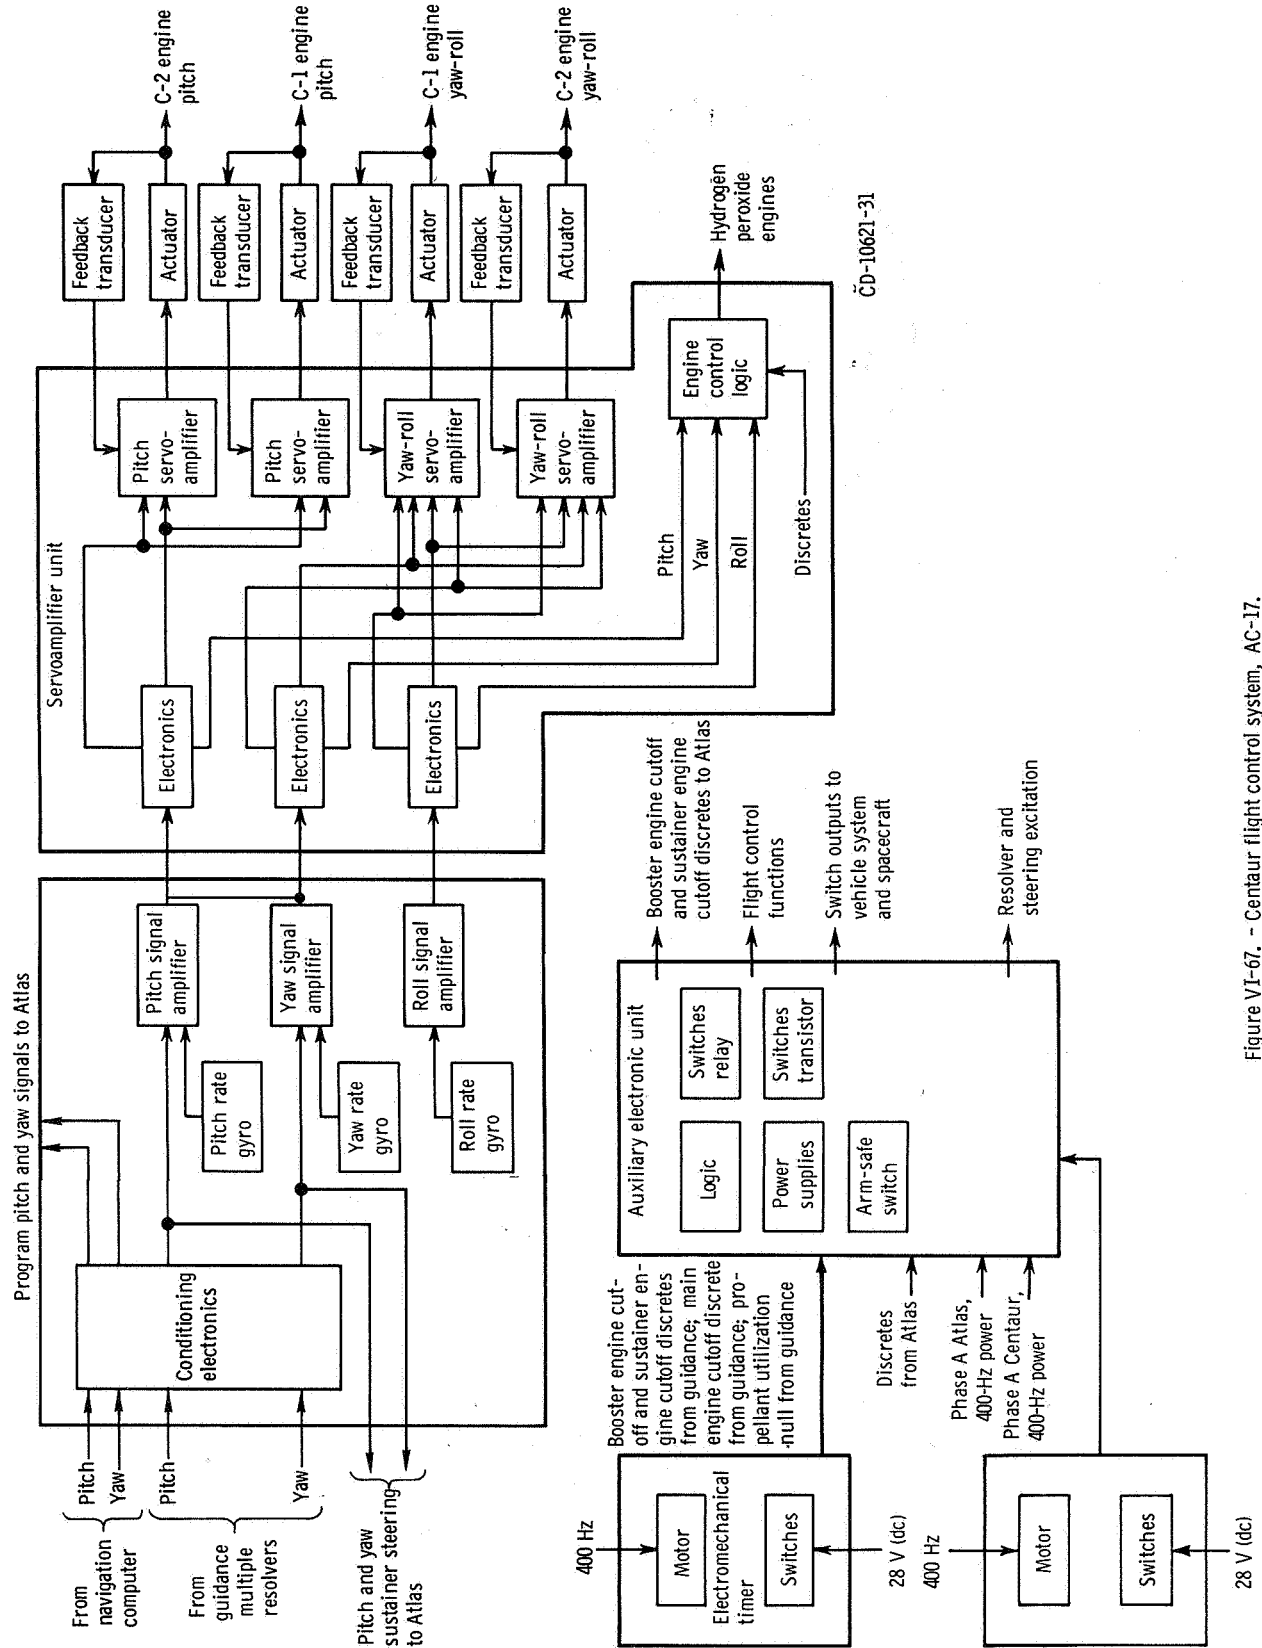 Program pitch and yaw signals to Atlas
From
navigation
computer
Pitch
Yaw
From
guidance
multiple
resolvers
Pitch
Yaw
Pitch and yaw
sustainer steering
to Atlas
Conditioning
electronics
Pitch rate
gyro
Yaw rate
gyro
Roll rate
gyro
Pitch signal
amplifier
Yaw signal
amplifier
Roll signal
amplifier
Servoamplifier unit
Electronics
Electronics
Electronics
Pitch
servo-
amplifier
Pitch
servo-
amplifier
Yaw-roll
servo-
amplifier
Yaw-roll
servo-
amplifier
Pitch
Yaw
Roll
Discretes
Engine
control
logic
Feedback
transducer
Actuator
Feedback
transducer
Actuator
Feedback
transducer
Actuator
Feedback
transducer
Actuator
C-2 engine
pitch
C-1 engine
pitch
C-1 engine
yaw-roll
C-2 engine
yaw-roll
Hydrogen
peroxide
engines
CD-10621-31
400 Hz
Motor
Electromechanical
timer
Switches
28 V (dc)
400 Hz
Motor
Switches
28 V (dc)
Booster engine cut-
off and sustainer en-
gine cutoff discretes
from guidance; main
engine cutoff discrete
from guidance; pro-
pellant utilization
null from guidance
Discretes
from Atlas
Phase A Atlas,
400-Hz power
Phase A Centaur,
400-Hz power
Auxiliary electronic unit
Logic
Switches
relay
Power
supplies
Switches
transistor
Arm-safe
switch
Booster engine cutoff
and sustainer engine
cutoff discretes to Atlas
Flight control
functions
Switch outputs to
vehicle system
and spacecraft
Resolver and
steering excitation
Figure VI-67. - Centaur flight control system, AC-17.